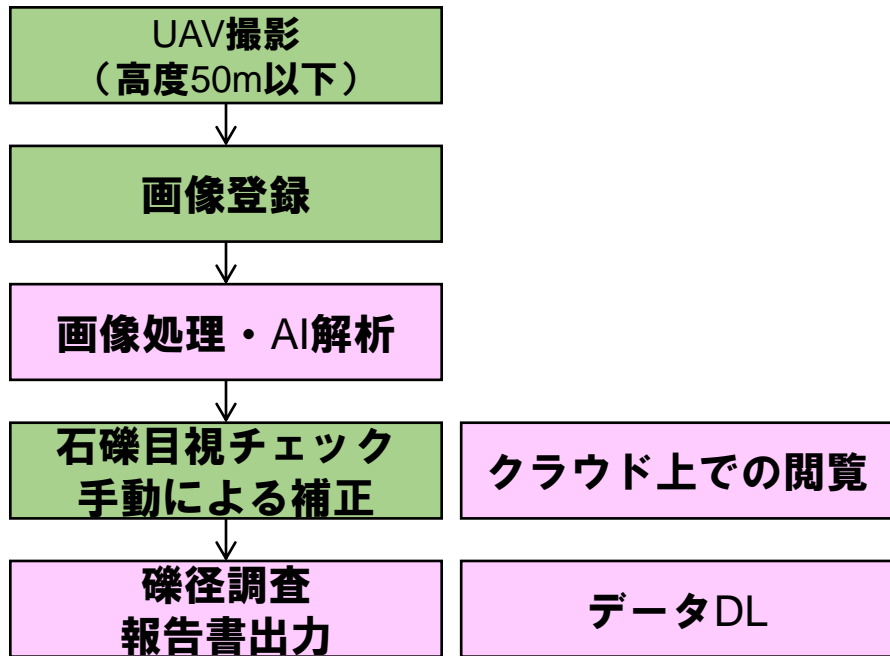 UAV撮影
（高度50m以下）
画像登録
画像処理・AI解析
石礫目視チェック
手動による補正
クラウド上での閲覧
礫径調査
報告書出力
データDL